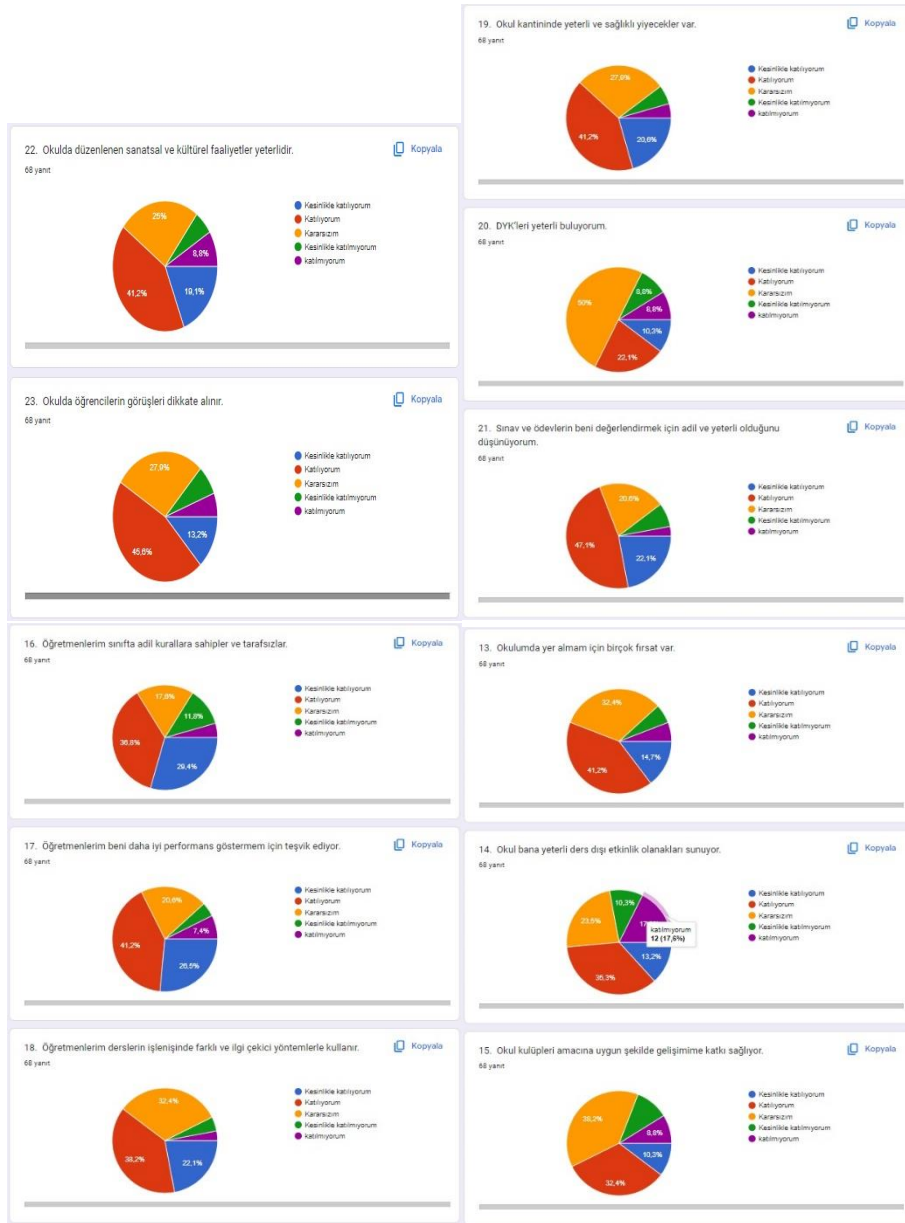 19. Okul kantininde yeterli ve sağlıklı yiyecekler var.
Kopyala
68 yanıt
27,9%
41,2%
20,6%
Kesinlikle katılıyorum
Katılıyorum
Kararsızım
Kesinlikle katılmıyorum
katılmıyorum
22. Okulda düzenlenen sanatsal ve kültürel faaliyetler yeterlidir.
Kopyala
68 yanıt
25%
8,8%
41,2%
19,1%
Kesinlikle katılıyorum
Katılıyorum
Kararsızım
Kesinlikle katılmıyorum
katılmıyorum
20. DYK'leri yeterli buluyorum.
Kopyala
68 yanıt
50%
8,8%
8,8%
10,3%
22,1%
Kesinlikle katılıyorum
Katılıyorum
Kararsızım
Kesinlikle katılmıyorum
katılmıyorum
23. Okulda öğrencilerin görüşleri dikkate alınır.
Kopyala
68 yanıt
27,9%
13,2%
45,6%
Kesinlikle katılıyorum
Katılıyorum
Kararsızım
Kesinlikle katılmıyorum
katılmıyorum
21. Sınav ve ödevlerin beni değerlendirmek için adil ve yeterli olduğunu
düşünüyorum.
Kopyala
68 yanıt
20,6%
47,1%
22,1%
Kesinlikle katılıyorum
Katılıyorum
Kararsızım
Kesinlikle katılmıyorum
katılmıyorum
16. Öğretmenlerim sınıfta adil kurallara sahipler ve tarafsızlar.
Kopyala
68 yanıt
17,6%
11,8%
36,8%
29,4%
Kesinlikle katılıyorum
Katılıyorum
Kararsızım
Kesinlikle katılmıyorum
katılmıyorum
13. Okulumda yer almam için birçok fırsat var.
Kopyala
68 yanıt
32,4%
41,2%
14,7%
Kesinlikle katılıyorum
Katılıyorum
Kararsızım
Kesinlikle katılmıyorum
katılmıyorum
17. Öğretmenlerim beni daha iyi performans göstermem için teşvik ediyor.
Kopyala
68 yanıt
20,6%
7,4%
41,2%
26,5%
Kesinlikle katılıyorum
Katılıyorum
Kararsızım
Kesinlikle katılmıyorum
katılmıyorum
14. Okul bana yeterli ders dışı etkinlik olanakları sunuyor.
Kopyala
68 yanıt
10,3%
23,5%
katılmıyorum
12 (17,6%)
13,2%
35,3%
Kesinlikle katılıyorum
Katılıyorum
Kararsızım
Kesinlikle katılmıyorum
katılmıyorum
18. Öğretmenlerim derslerin işlenişinde farklı ve ilgi çekici yöntemlerle kullanır.
Kopyala
68 yanıt
32,4%
38,2%
22,1%
Kesinlikle katılıyorum
Katılıyorum
Kararsızım
Kesinlikle katılmıyorum
katılmıyorum
15. Okul kulüpleri amacına uygun şekilde gelişimime katkı sağlıyor.
Kopyala
68 yanıt
38,2%
8,8%
10,3%
32,4%
Kesinlikle katılıyorum
Katılıyorum
Kararsızım
Kesinlikle katılmıyorum
katılmıyorum